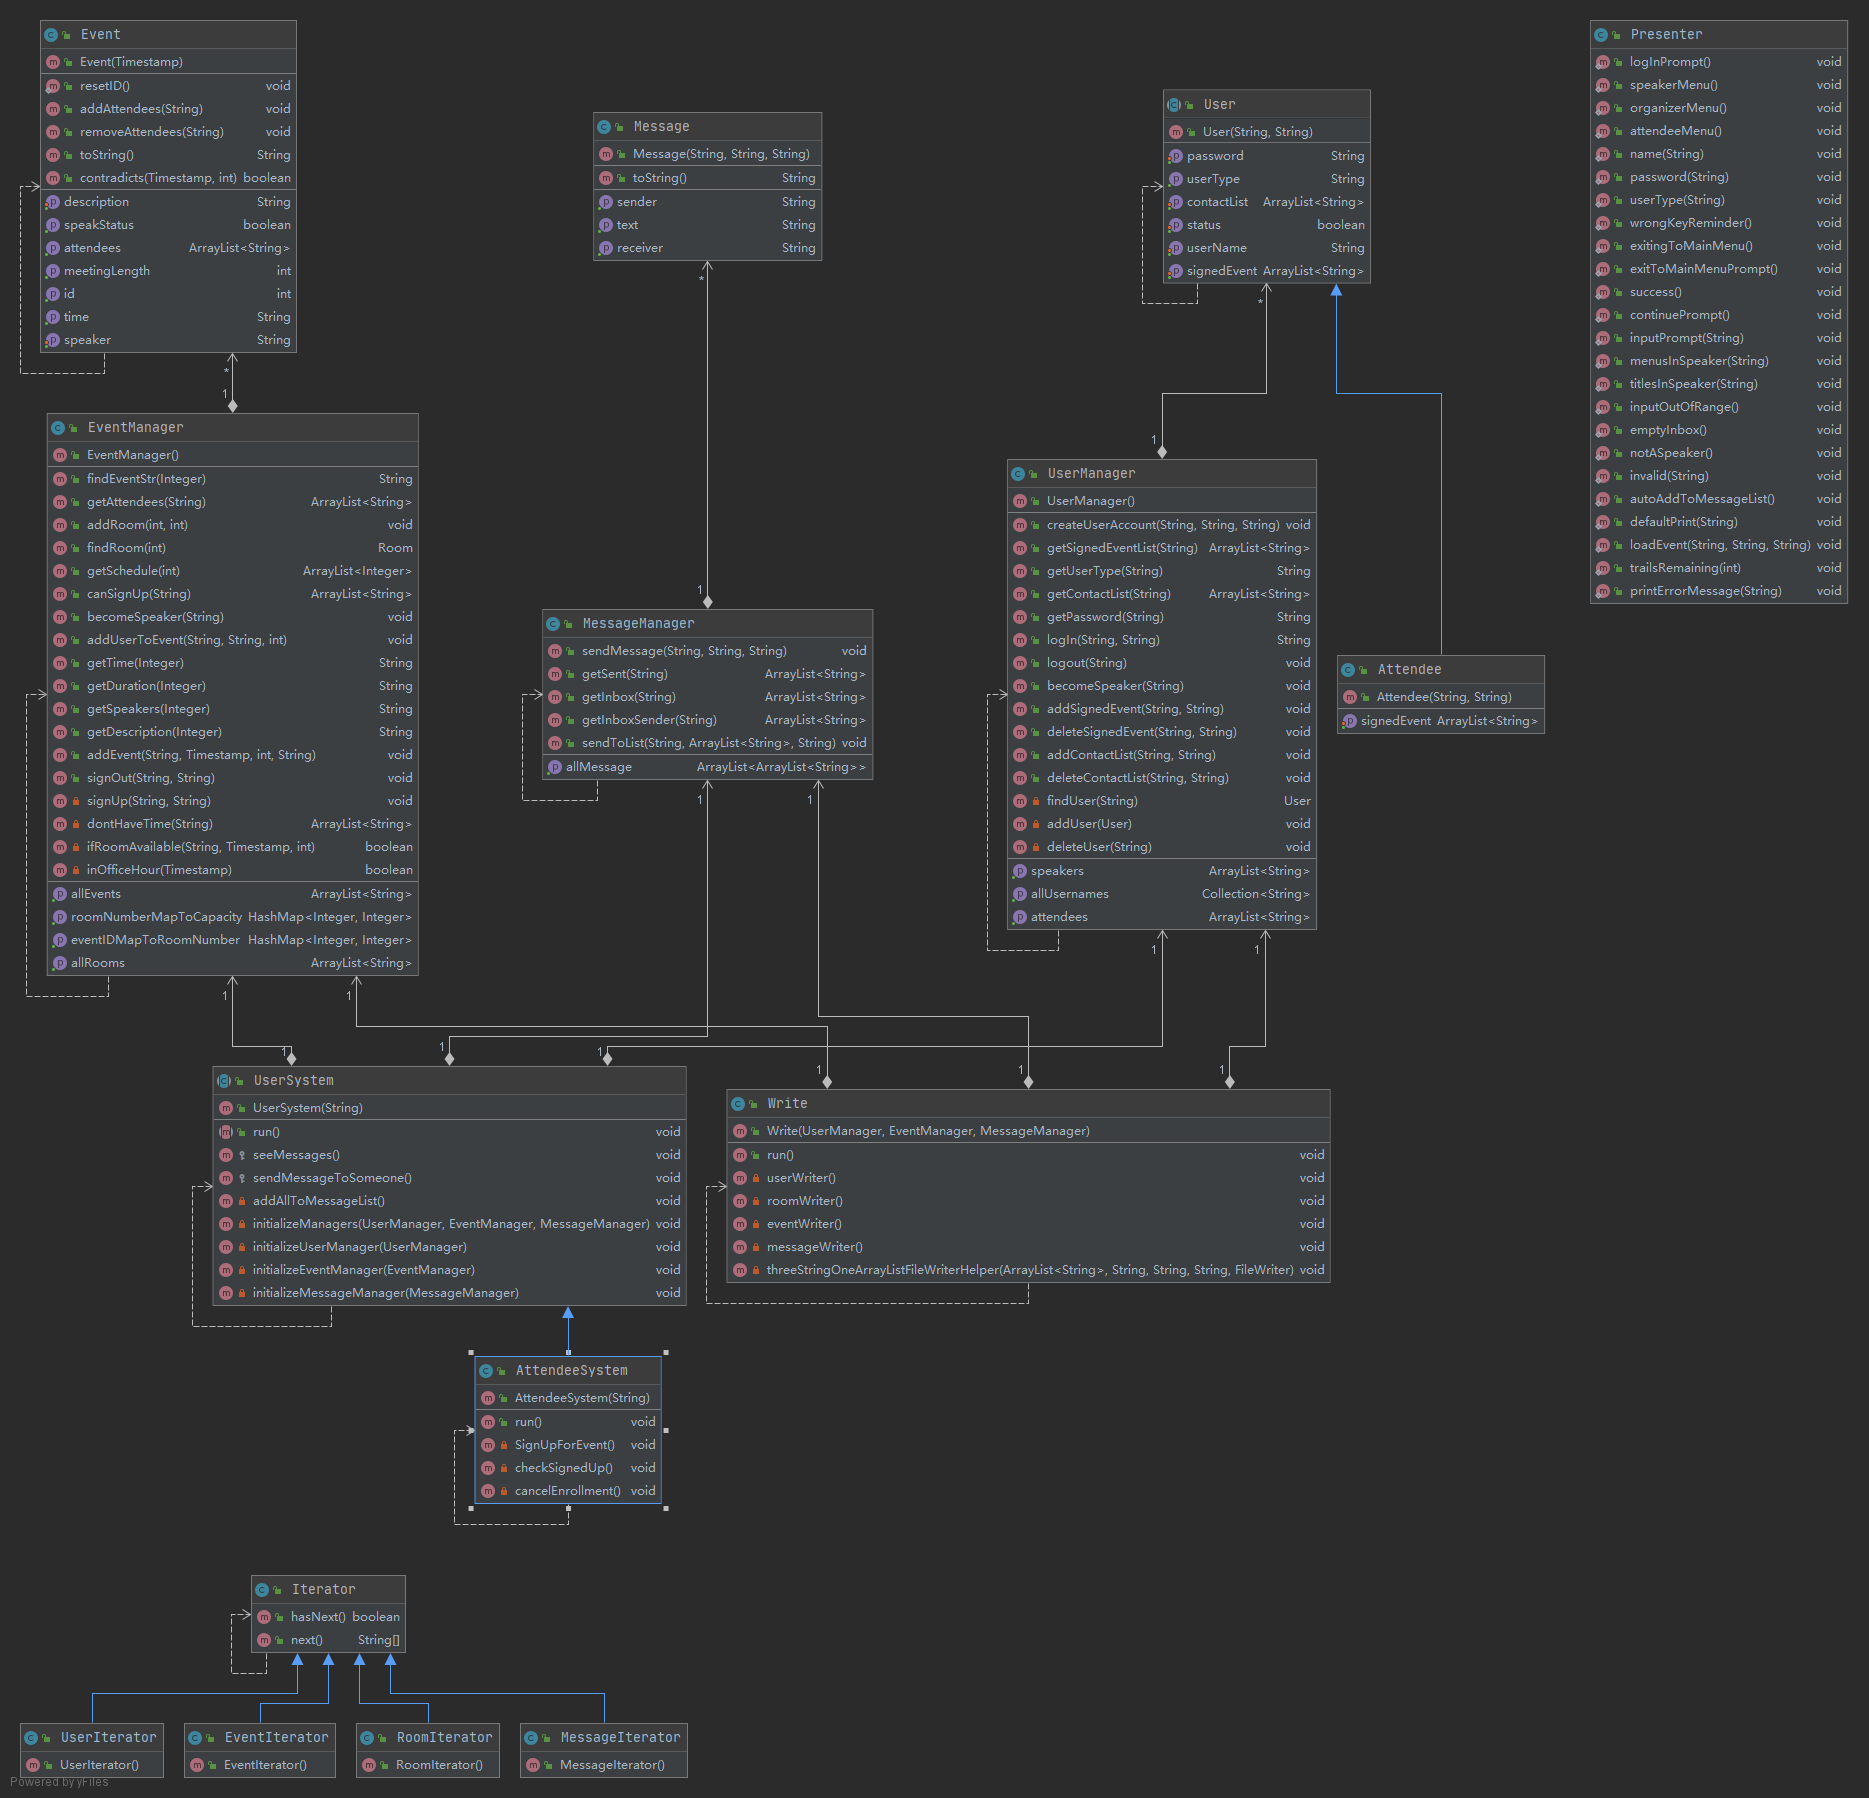 Event
Event(Timestamp)
resetID() void
addAttendees(String) void
removeAttendees(String) void
toString() String
contradicts(Timestamp, int) boolean
description String
speakStatus boolean
attendees ArrayList<String>
meetingLength int
id int
time String
speaker String
*
1
EventManager
EventManager()
findEventStr(Integer) String
getAttendees(String) ArrayList<String>
addRoom(int, int) void
findRoom(int) Room
getSchedule(int) ArrayList<Integer>
canSignUp(String) ArrayList<String>
becomeSpeaker(String) void
addUserToEvent(String, String, int) void
getTime(Integer) String
getDuration(Integer) String
getSpeakers(Integer) String
getDescription(Integer) String
addEvent(String, Timestamp, int, String) void
signOut(String, String) void
signUp(String, String) void
dontHaveTime(String) ArrayList<String>
ifRoomAvailable(String, Timestamp, int) boolean
inOfficeHour(Timestamp) boolean
allEvents ArrayList<String>
roomNumberMapToCapacity HashMap<Integer, Integer>
eventIDMapToRoomNumber HashMap<Integer, Integer>
allRooms ArrayList<String>
1
1
Message
Message(String, String, String)
toString() String
sender String
text String
receiver String
*
1
MessageManager
sendMessage(String, String, String) void
getSent(String) ArrayList<String>
getInbox(String) ArrayList<String>
getInboxSender(String) ArrayList<String>
sendToList(String, ArrayList<String>, String) void
allMessage ArrayList<ArrayList<String>>
1
1
User
User(String, String)
password String
userType String
contactList ArrayList<String>
status boolean
userName String
signedEvent ArrayList<String>
*
1
UserManager
UserManager()
createUserAccount(String, String, String) void
getSignedEventList(String) ArrayList<String>
getUserType(String) String
getContactList(String) ArrayList<String>
getPassword(String) String
logIn(String, String) String
logout(String) void
becomeSpeaker(String) void
addSignedEvent(String, String) void
deleteSignedEvent(String, String) void
addContactList(String, String) void
deleteContactList(String, String) void
findUser(String) User
addUser(User) void
deleteUser(String) void
speakers ArrayList<String>
allUsernames Collection<String>
attendees ArrayList<String>
1
1
Attendee
Attendee(String, String)
signedEvent ArrayList<String>
Presenter
logInPrompt() void
speakerMenu() void
organizerMenu() void
attendeeMenu() void
name(String) void
password(String) void
userType(String) void
wrongKeyReminder() void
exitingToMainMenu() void
exitToMainMenuPrompt() void
success() void
continuePrompt() void
inputPrompt(String) void
menusInSpeaker(String) void
titlesInSpeaker(String) void
inputOutOfRange() void
emptyInbox() void
notASpeaker() void
invalid(String) void
autoAddToMessageList() void
defaultPrint(String) void
loadEvent(String, String, String) void
trailsRemaining(int) void
printErrorMessage(String) void
1
1
1
UserSystem
UserSystem(String)
run() void
seeMessages() void
sendMessageToSomeone() void
addAllToMessageList() void
initializeManagers(UserManager, EventManager, MessageManager) void
initializeUserManager(UserManager) void
initializeEventManager(EventManager) void
initializeMessageManager(MessageManager) void
1
1
1
Write
Write(UserManager, EventManager, MessageManager)
run() void
userWriter() void
roomWriter() void
eventWriter() void
messageWriter() void
threeStringOneArrayListFileWriterHelper(ArrayList<String>, String, String, String, FileWriter) void
AttendeeSystem
AttendeeSystem(String)
run() void
SignUpForEvent() void
checkSignedUp() void
cancelEnrollment() void
Iterator
hasNext() boolean
next() String[]
UserIterator
UserIterator()
EventIterator
EventIterator()
RoomIterator
RoomIterator()
MessageIterator
MessageIterator()
Powered by yFiles